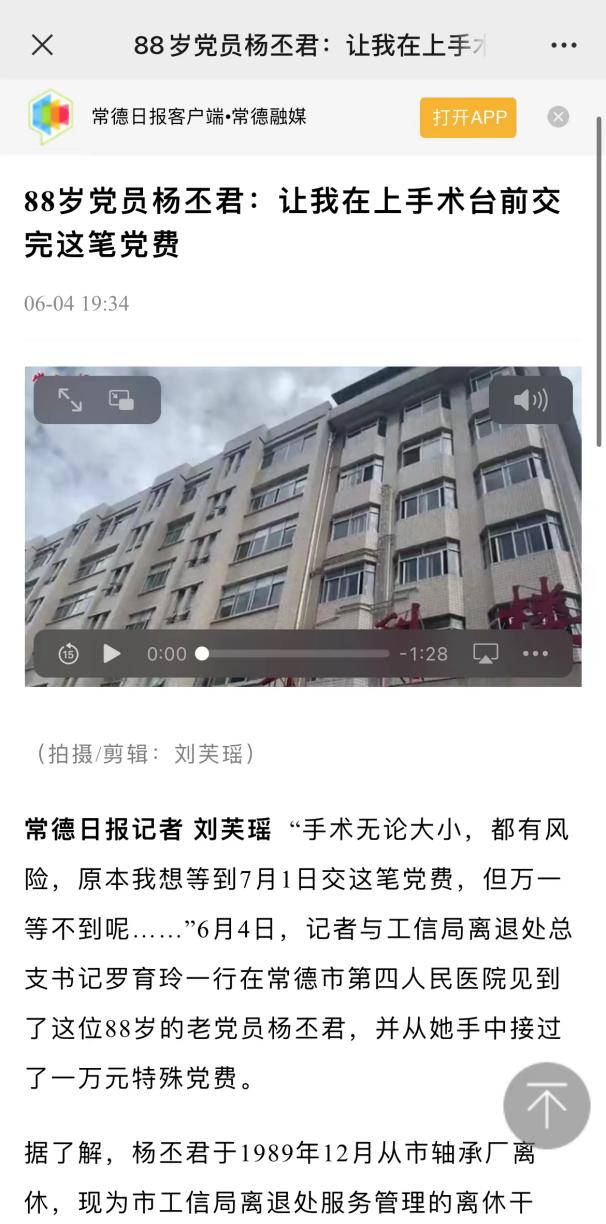 88岁党员杨丕君：让我在上手
常德日报客户端•常德融媒
打开APP
88岁党员杨丕君：让我在上手术台前交
完这笔党费
06-04 19:34
15
0:00
-1:28
楼
（拍摄/剪辑：刘芙瑶）
常德日报记者 刘芙瑶 “手术无论大小，都有风
险，原本我想等到7月1日交这笔党费，但万一
等不到呢……”6月4日，记者与工信局离退处总
支书记罗育玲一行在常德市第四人民医院见到
了这位88岁的老党员杨丕君，并从她手中接过
了一万元特殊党费。
据了解，杨丕君于1989年12月从市轴承厂离
休，现为市工信局离退处服务管理的离休干